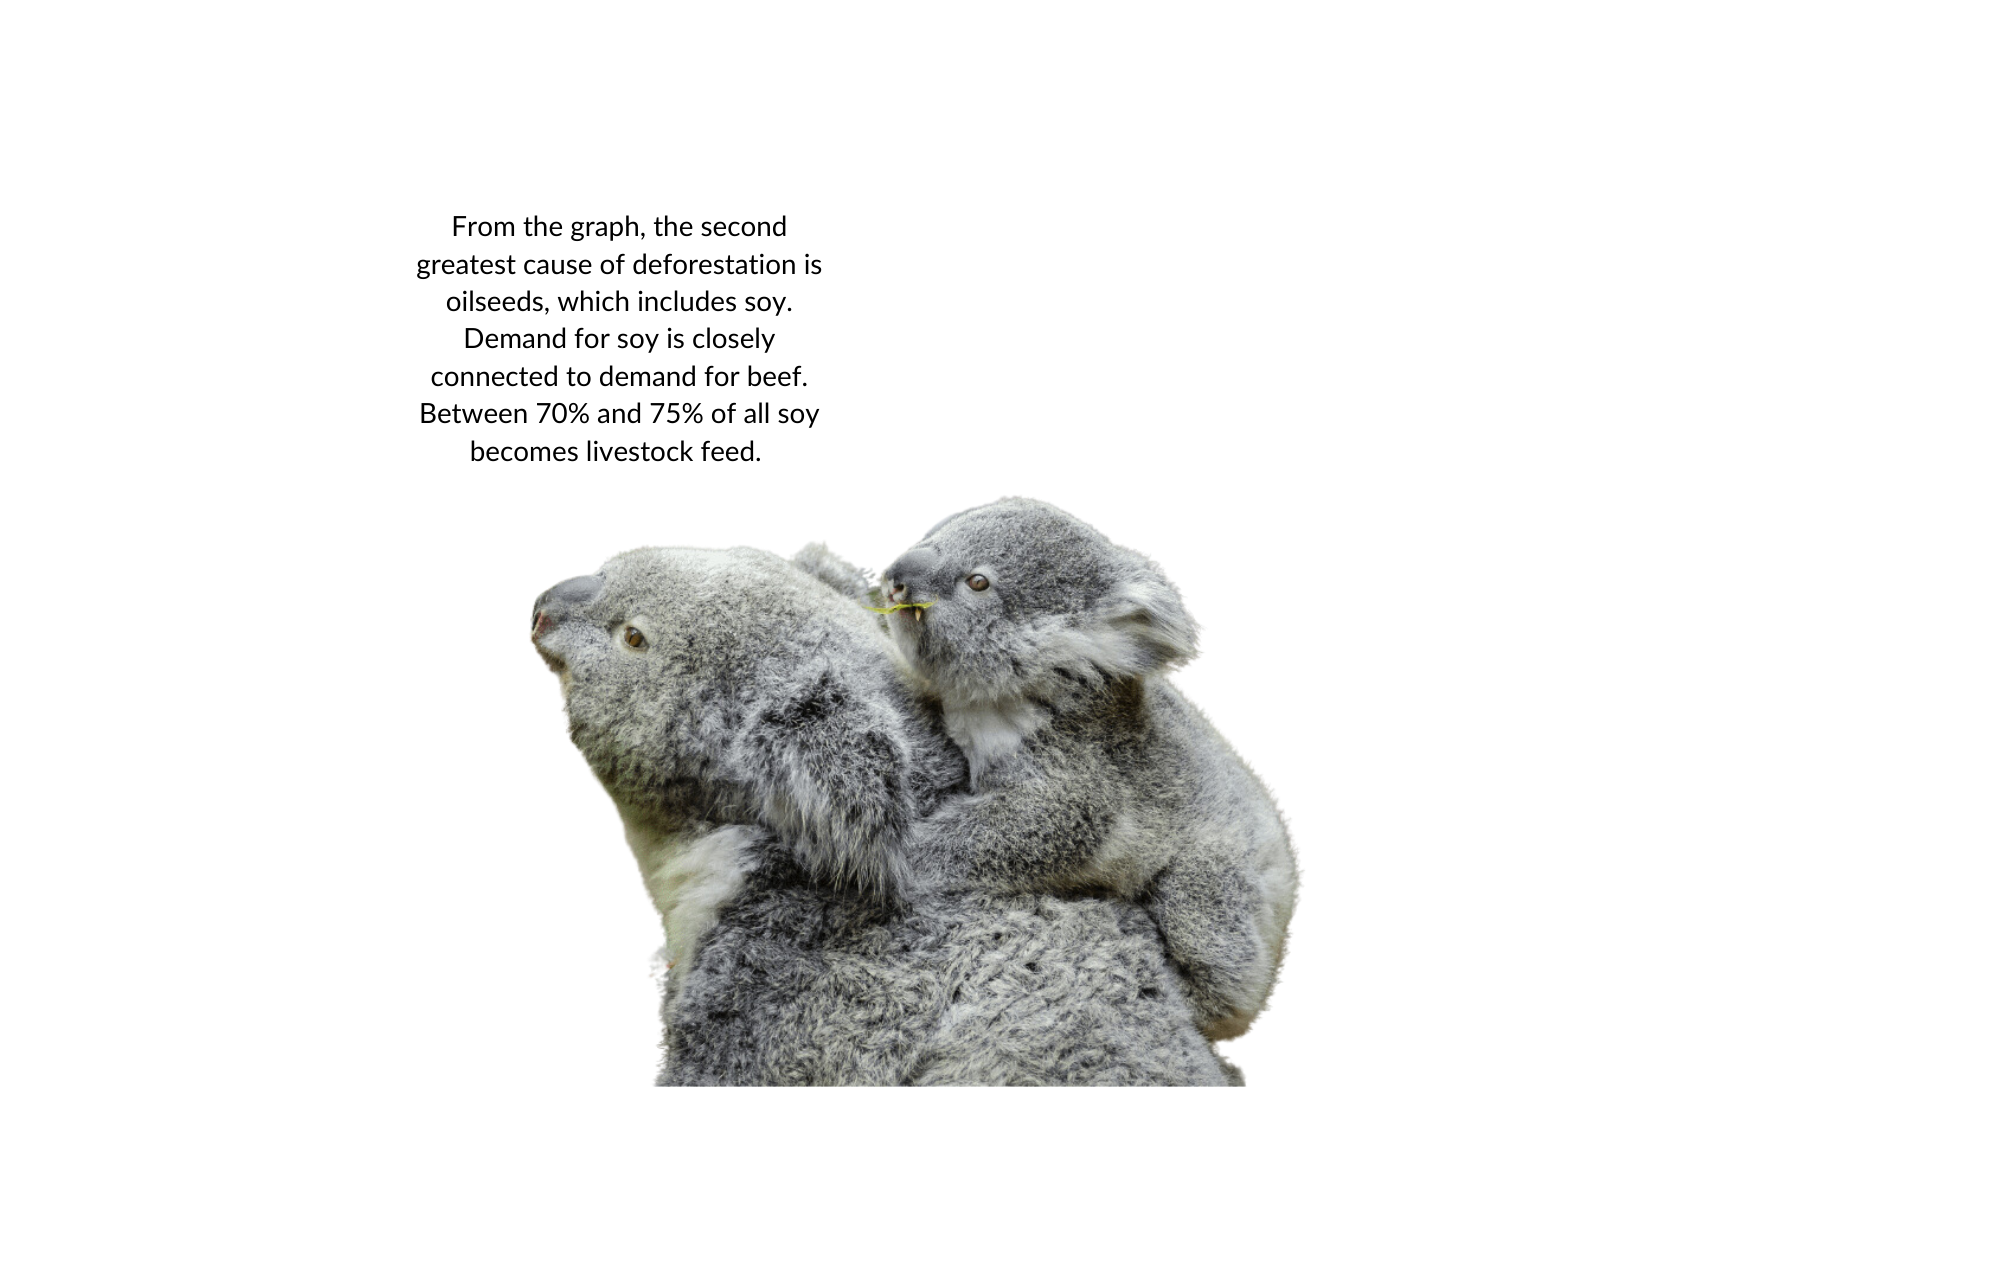 From the graph, the second
greatest cause of deforestation is
oilseeds, which includes soy.
Demand for soy is closely
connected to demand for beef.
Between 70% and 75% of all soy
becomes livestock feed.